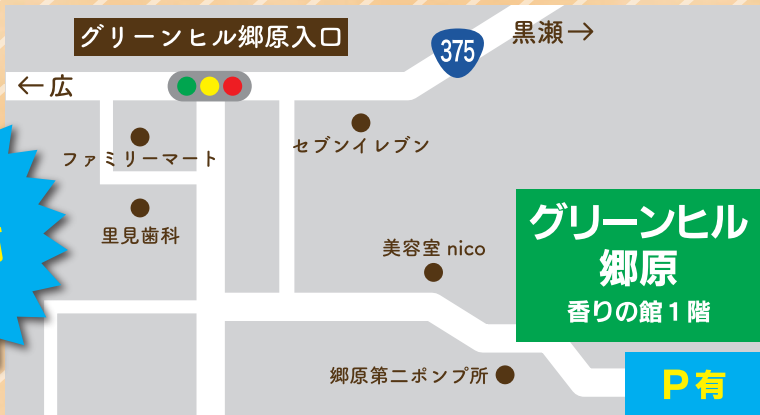 グリーンヒル郷原入口
375
黒瀬→
←広
セブンイレブン
ファミリーマート
里見歯科
美容室 nico
グリーンヒル
郷原
香りの館1階
郷原第二ポンプ所
P有